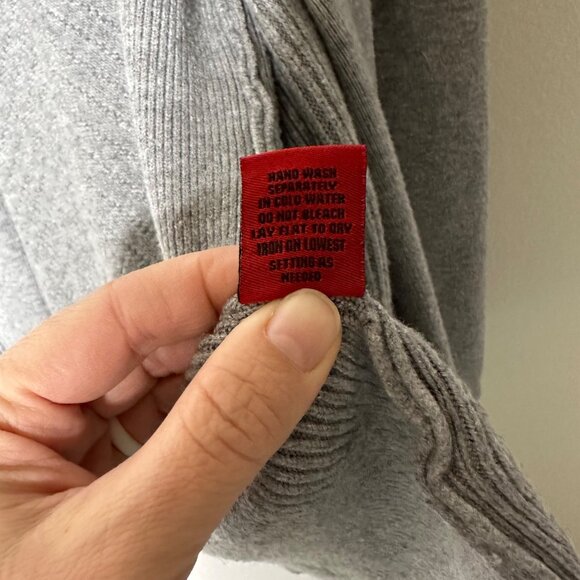 HAND WASH
SEPARATELY
IN COLD WATER
DO NOT BLEACH
LAY FLAT TO DRY
IRON ON LOWEST
SETTING AS
NEEDED